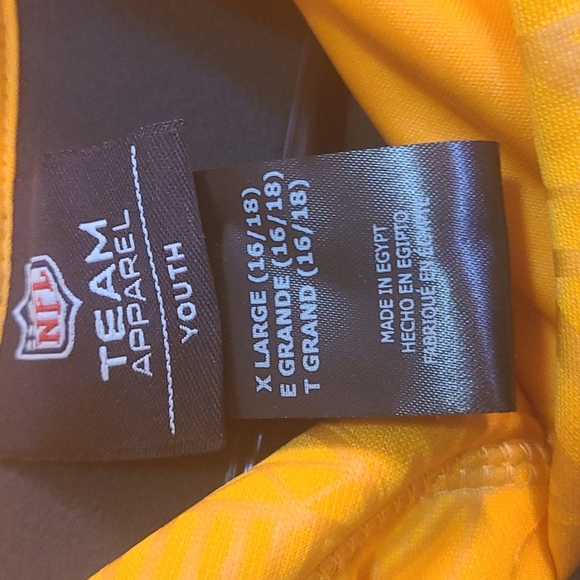 NFL
TEAM
APPAREL
YOUTH
X LARGE (16/18)
E GRANDE (16/18)
T GRAND (16/18)
MADE IN EGYPT
HECHO EN EGIPTO
FABRIQUÉ EN ÉGYPTE